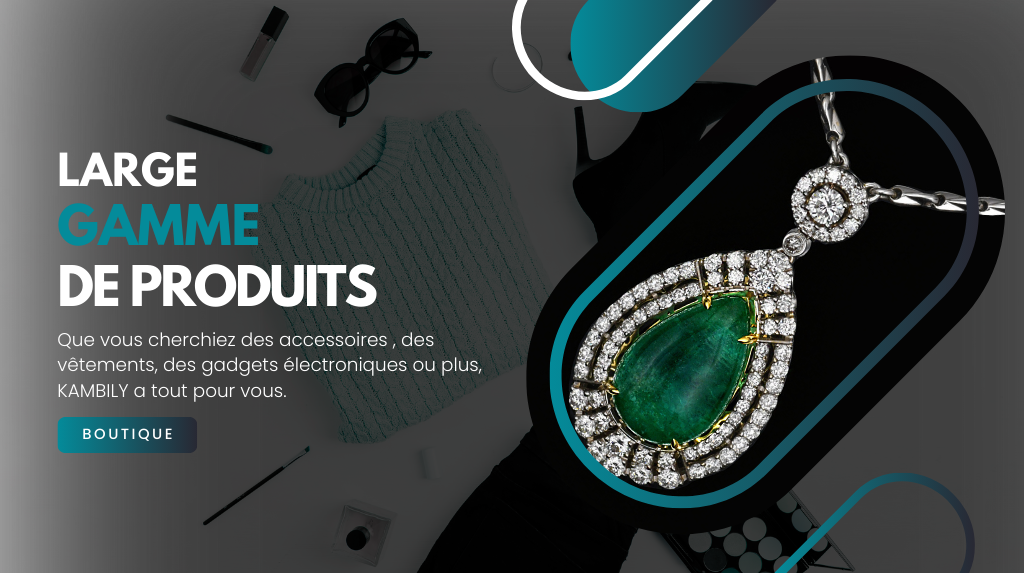 LARGE
GAMME
DE PRODUITS
Que vous cherchiez des accessoires , des
vêtements, des gadgets électroniques ou plus,
KAMBILY a tout pour vous.
BOUTIQUE